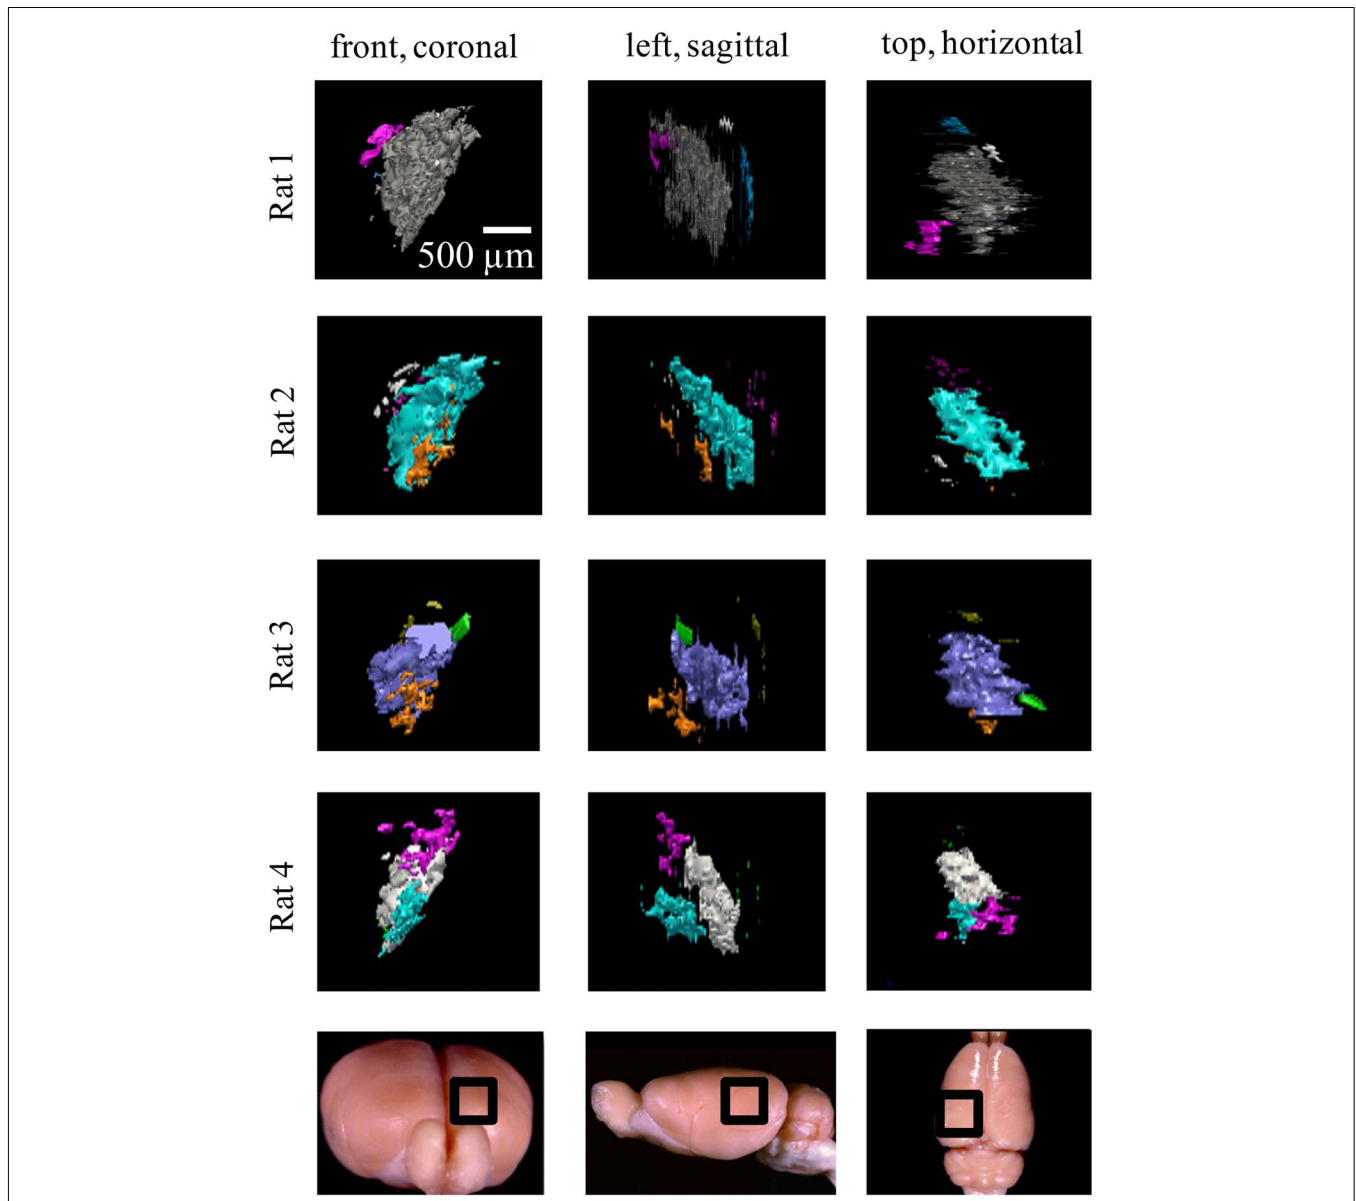 front, coronal
left, sagittal
top, horizontal
Rat 1
500 µm
Rat 2
Rat 3
Rat 4